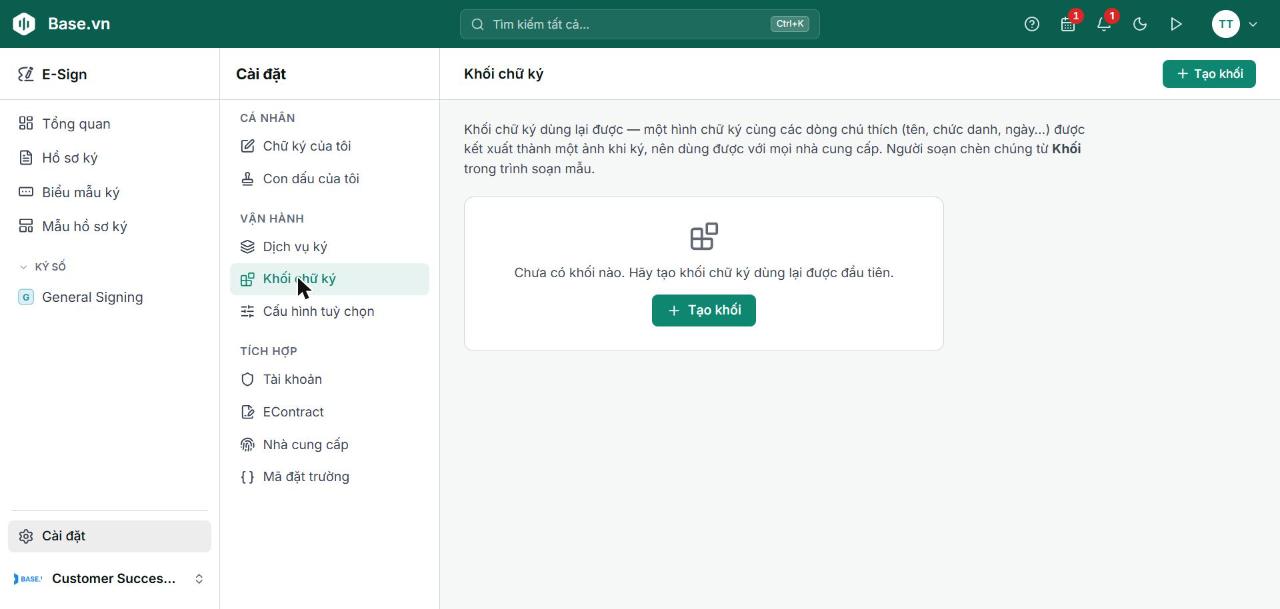 Base.vn
Tìm kiếm tất cả...
Ctrl+K
1
1
TT
E-Sign
Tổng quan
Hồ sơ ký
Biểu mẫu ký
Mẫu hồ sơ ký
KÝ SỐ
G
General Signing
Cài đặt
BASE.V
Customer Succes...
Cài đặt
CÁ NHÂN
Chữ ký của tôi
Con dấu của tôi
VẬN HÀNH
Dịch vụ ký
Khối chữ ký
Cấu hình tuỳ chọn
TÍCH HỢP
Tài khoản
EContract
Nhà cung cấp
Mã đặt trường
Khối chữ ký
Tạo khối
Khối chữ ký dùng lại được — một hình chữ ký cùng các dòng chú thích (tên, chức danh, ngày...) được
kết xuất thành một ảnh khi ký, nên dùng được với mọi nhà cung cấp. Người soạn chèn chúng từ Khối
trong trình soạn mẫu.
Chưa có khối nào. Hãy tạo khối chữ ký dùng lại được đầu tiên.
Tạo khối